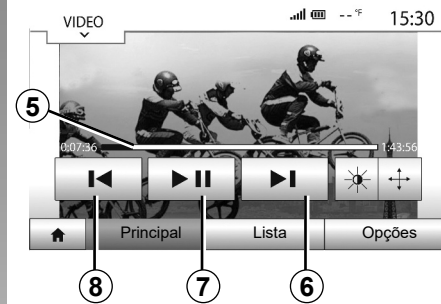 VIDEO
-- °F
15:30
5
0:07:36
1:43:56
Principal
Lista
Opções
8
7
6